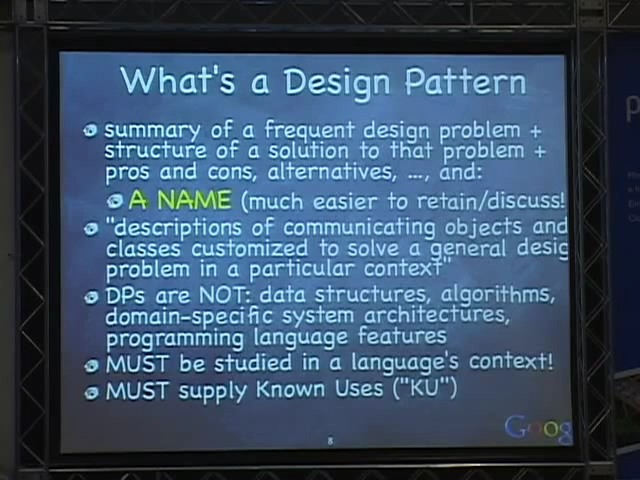 What's a Design Pattern
summary of a frequent design problem +
structure of a solution to that problem +
pros and cons, alternatives, ..., and:
A NAME (much easier to retain/discuss!
"descriptions of communicating objects and
classes customized to solve a general desig
problem in a particular context"
DPs are NOT: data structures, algorithms,
domain-specific system architectures,
programming language features
MUST be studied in a language's context!
MUST supply Known Uses ("KU")
Goog
8